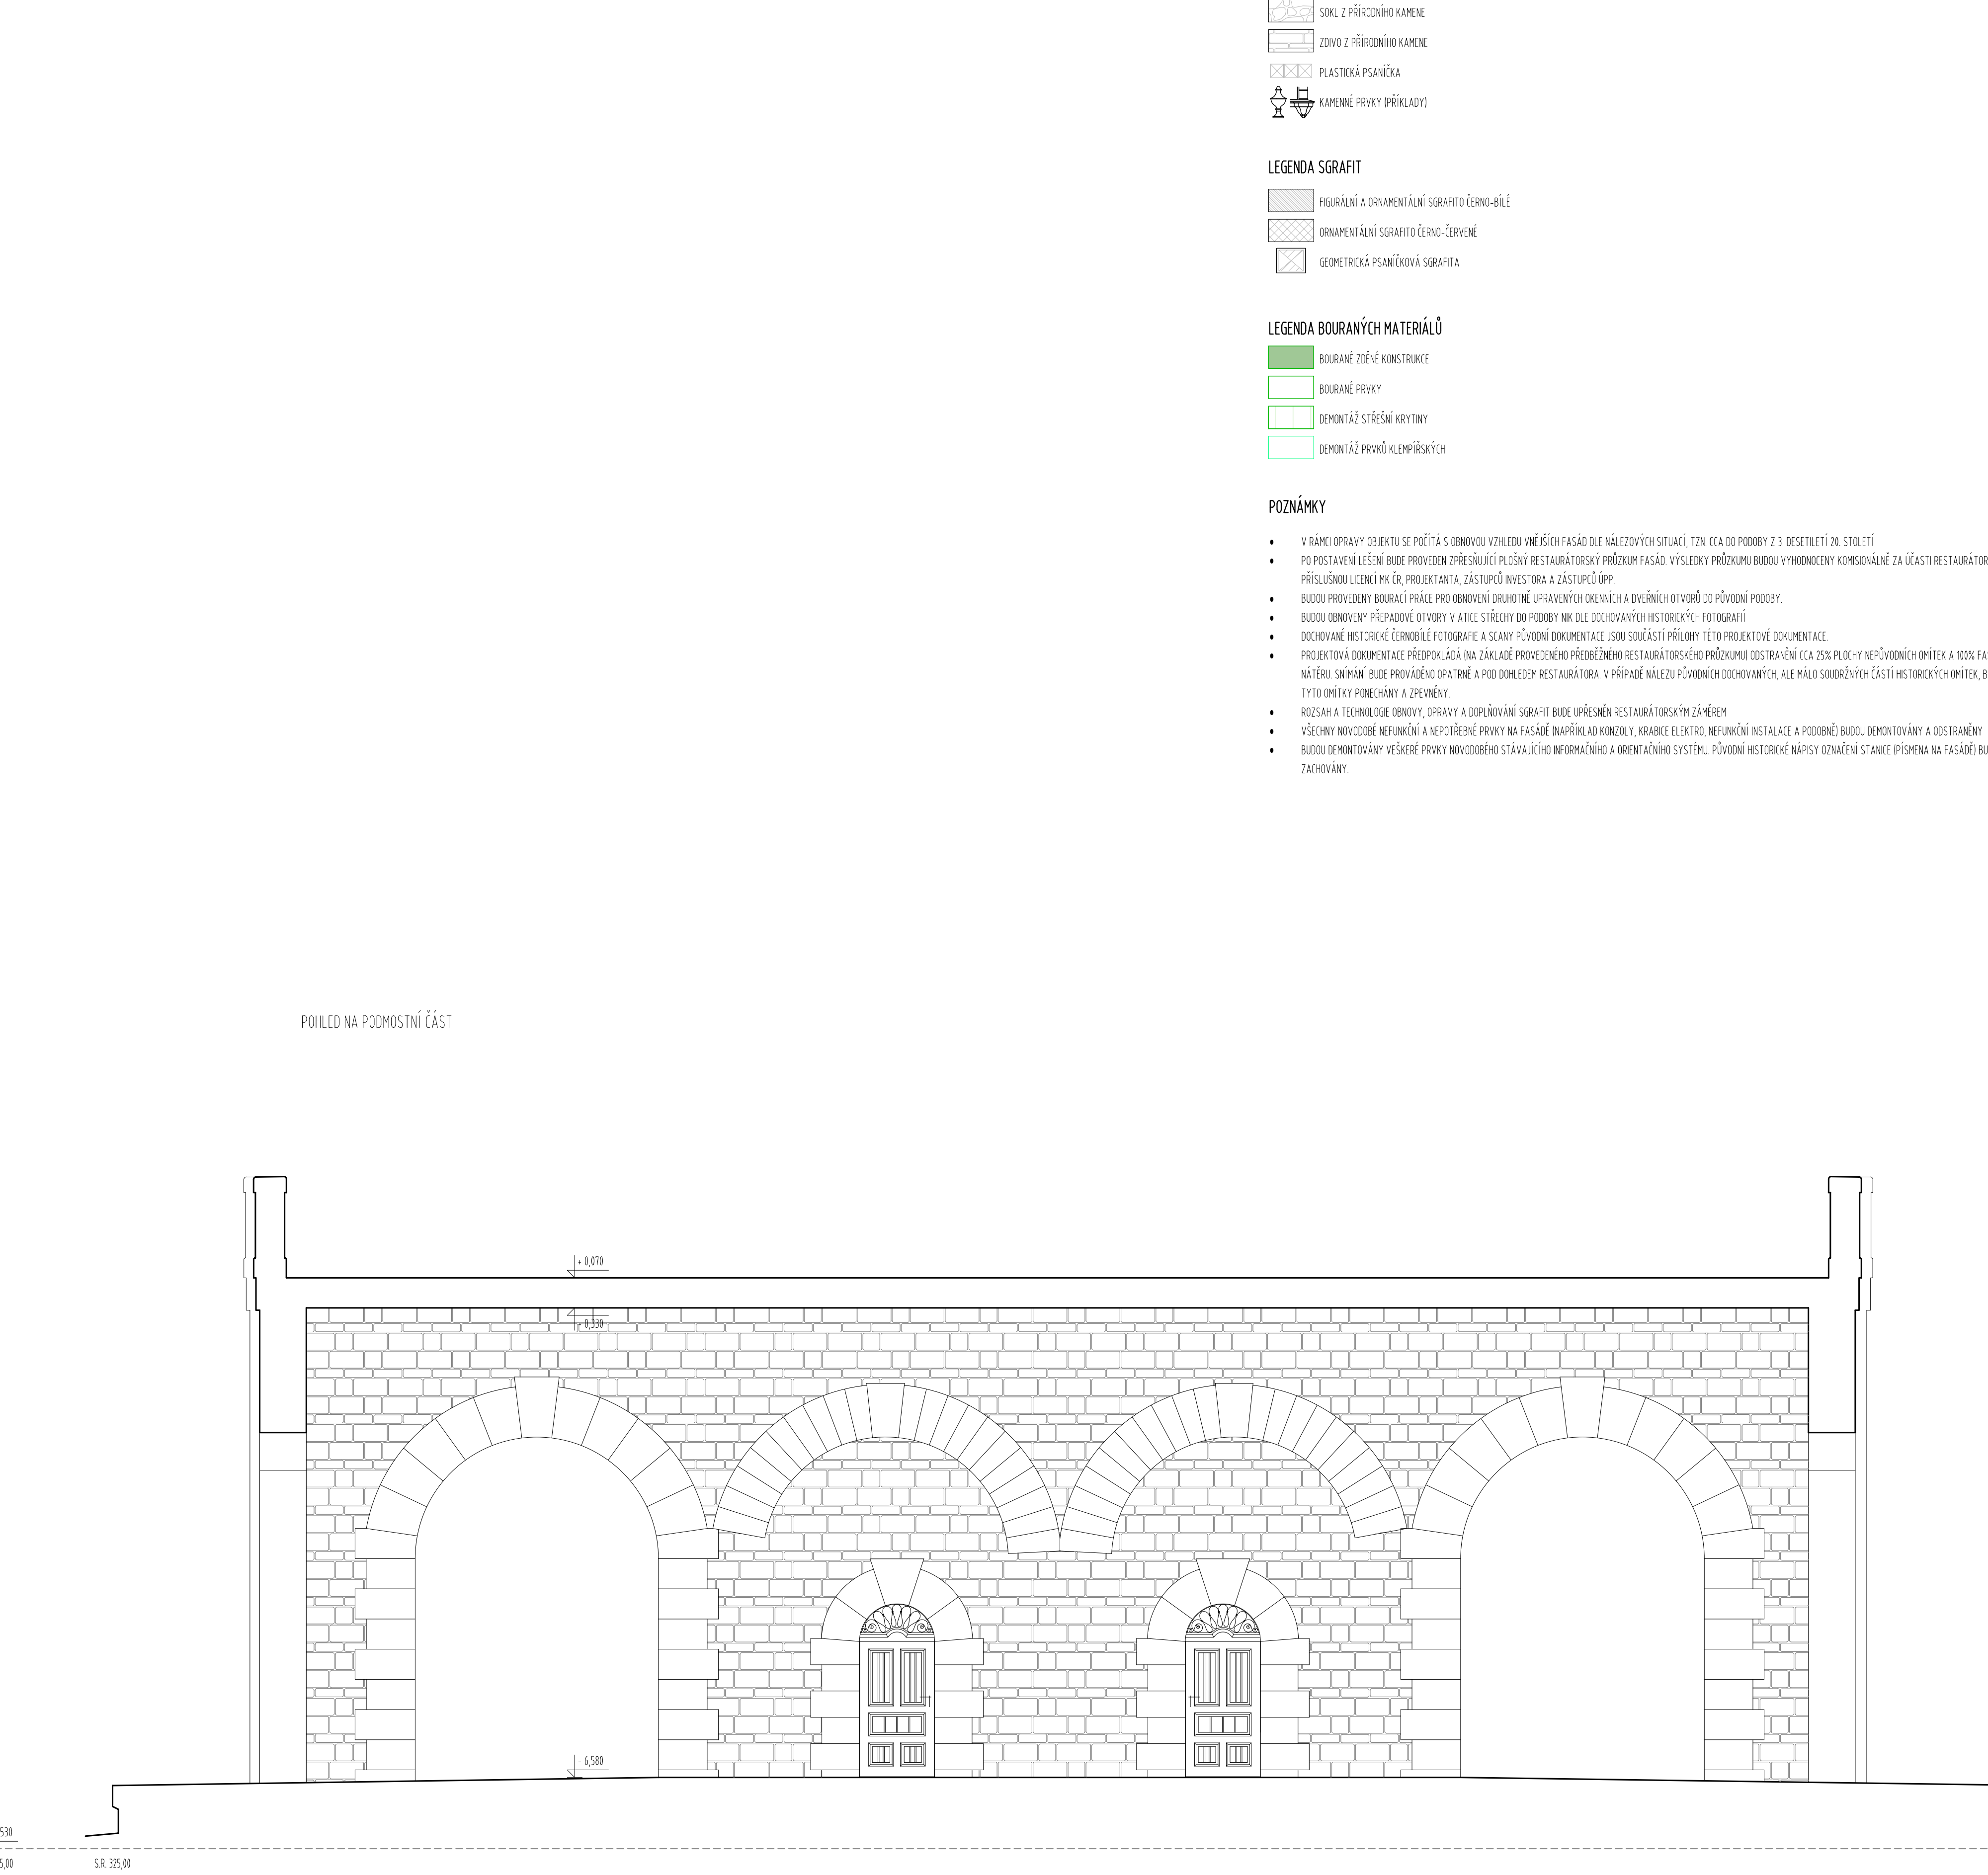 SOKL Z PŘÍRODNÍHO KAMENE
ZDIVO Z PŘÍRODNÍHO KAMENE
PLASTICKÁ PSANÍČKA
KAMENNÉ PRVKY (PŘÍKLADY)
LEGENDA SGRAFIT
FIGURÁLNÍ A ORNAMENTÁLNÍ SGRAFITO ČERNO-BÍLÉ
ORNAMENTÁLNÍ SGRAFITO ČERNO-ČERVENÉ
GEOMETRICKÁ PSANÍČKOVÁ SGRAFITA
LEGENDA BOURANÝCH MATERIÁLŮ
BOURANÉ ZDĚNÉ KONSTRUKCE
BOURANÉ PRVKY
DEMONTÁŽ STŘEŠNÍ KRYTINY
DEMONTÁŽ PRVKŮ KLEMPÍŘSKÝCH
POZNÁMKY
• V RÁMCI OPRAVY OBJEKTU SE POČÍTÁ S OBNOVOU VZHLEDU VNĚJŠÍCH FASÁD DLE NÁLEZOVÝCH SITUACÍ, TZN. CCA DO PODOBY Z 3. DESETILETÍ 20. STOLETÍ
• PO POSTAVENÍ LEŠENÍ BUDE PROVEDEN ZPŘESŇUJÍCÍ PLOŠNÝ RESTAURÁTORSKÝ PRŮZKUM FASÁD. VÝSLEDKY PRŮZKUMU BUDOU VYHODNOCENY KOMISIONÁLNĚ ZA ÚČASTI RESTAURÁTOR
PŘÍSLUŠNOU LICENCÍ MK ČR, PROJEKTANTA, ZÁSTUPCŮ INVESTORA A ZÁSTUPCŮ ÚPP.
• BUDOU PROVEDENY BOURACÍ PRÁCE PRO OBNOVENÍ DRUHOTNĚ UPRAVENÝCH OKENNÍCH A DVEŘNÍCH OTVORŮ DO PŮVODNÍ PODOBY.
• BUDOU OBNOVENY PŘEPADOVÉ OTVORY V ATICE STŘECHY DO PODOBY NIK DLE DOCHOVANÝCH HISTORICKÝCH FOTOGRAFIÍ
• DOCHOVANÉ HISTORICKÉ ČERNOBÍLÉ FOTOGRAFIE A SCANY PŮVODNÍ DOKUMENTACE JSOU SOUČÁSTÍ PŘÍLOHY TÉTO PROJEKTOVÉ DOKUMENTACE.
• PROJEKTOVÁ DOKUMENTACE PŘEDPOKLÁDÁ (NA ZÁKLADĚ PROVEDENÉHO PŘEDBĚŽNÉHO RESTAURÁTORSKÉHO PRŮZKUMU) ODSTRANĚNÍ CCA 25% PLOCHY NEPŮVODNÍCH OMÍTEK A 100% FA
NÁTĚRU. SNÍMÁNÍ BUDE PROVÁDĚNO OPATRNĚ A POD DOHLEDEM RESTAURÁTORA. V PŘÍPADĚ NÁLEZU PŮVODNÍCH DOCHOVANÝCH, ALE MÁLO SOUDRŽNÝCH ČÁSTÍ HISTORICKÝCH OMÍTEK, B
TYTO OMÍTKY PONECHÁNY A ZPEVNĚNY.
• ROZSAH A TECHNOLOGIE OBNOVY, OPRAVY A DOPLŇOVÁNÍ SGRAFIT BUDE UPŘESNĚN RESTAURÁTORSKÝM ZÁMĚREM
• VŠECHNY NOVODOBÉ NEFUNKČNÍ A NEPOTŘEBNÉ PRVKY NA FASÁDĚ (NAPŘÍKLAD KONZOLY, KRABICE ELEKTRO, NEFUNKČNÍ INSTALACE A PODOBNĚ) BUDOU DEMONTOVÁNY A ODSTRANĚNY
• BUDOU DEMONTOVÁNY VEŠKERÉ PRVKY NOVODOBÉHO STÁVAJÍCÍHO INFORMAČNÍHO A ORIENTAČNÍHO SYSTÉMU. PŮVODNÍ HISTORICKÉ NÁPISY OZNAČENÍ STANICE (PÍSMENA NA FASÁDĚ) BU
ZACHOVÁNY.
POHLED NA PODMOSTNÍ ČÁST
+ 0,070
- 0,330
- 6,580
530
5,00
S.R. 325,00